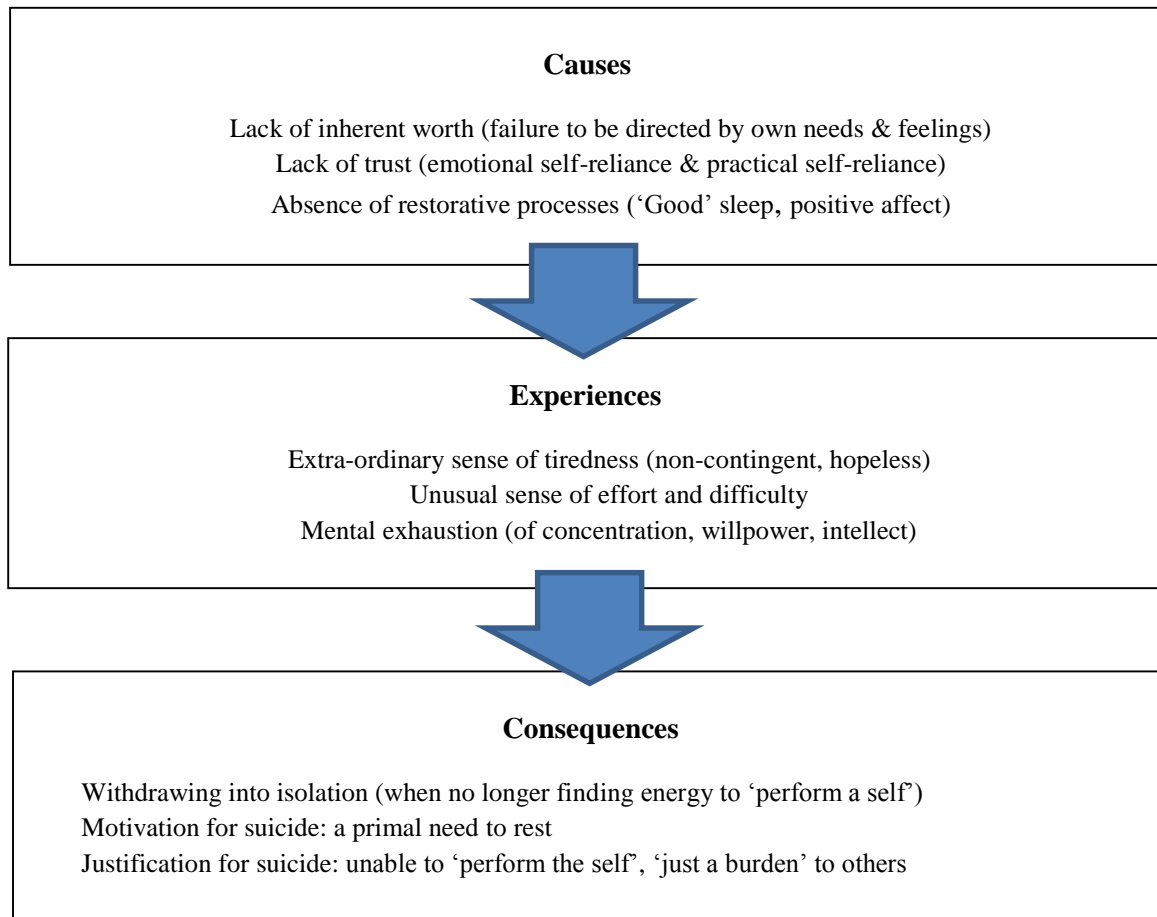 Causes
Lack of inherent worth (failure to be directed by own needs & feelings)
Lack of trust (emotional self-reliance & practical self-reliance)
Absence of restorative processes (‘Good’ sleep, positive affect)
Experiences
Extra-ordinary sense of tiredness (non-contingent, hopeless)
Unusual sense of effort and difficulty
Mental exhaustion (of concentration, willpower, intellect)
Consequences
Withdrawing into isolation (when no longer finding energy to ‘perform a self’)
Motivation for suicide: a primal need to rest
Justification for suicide: unable to ‘perform the self’, ‘just a burden’ to others